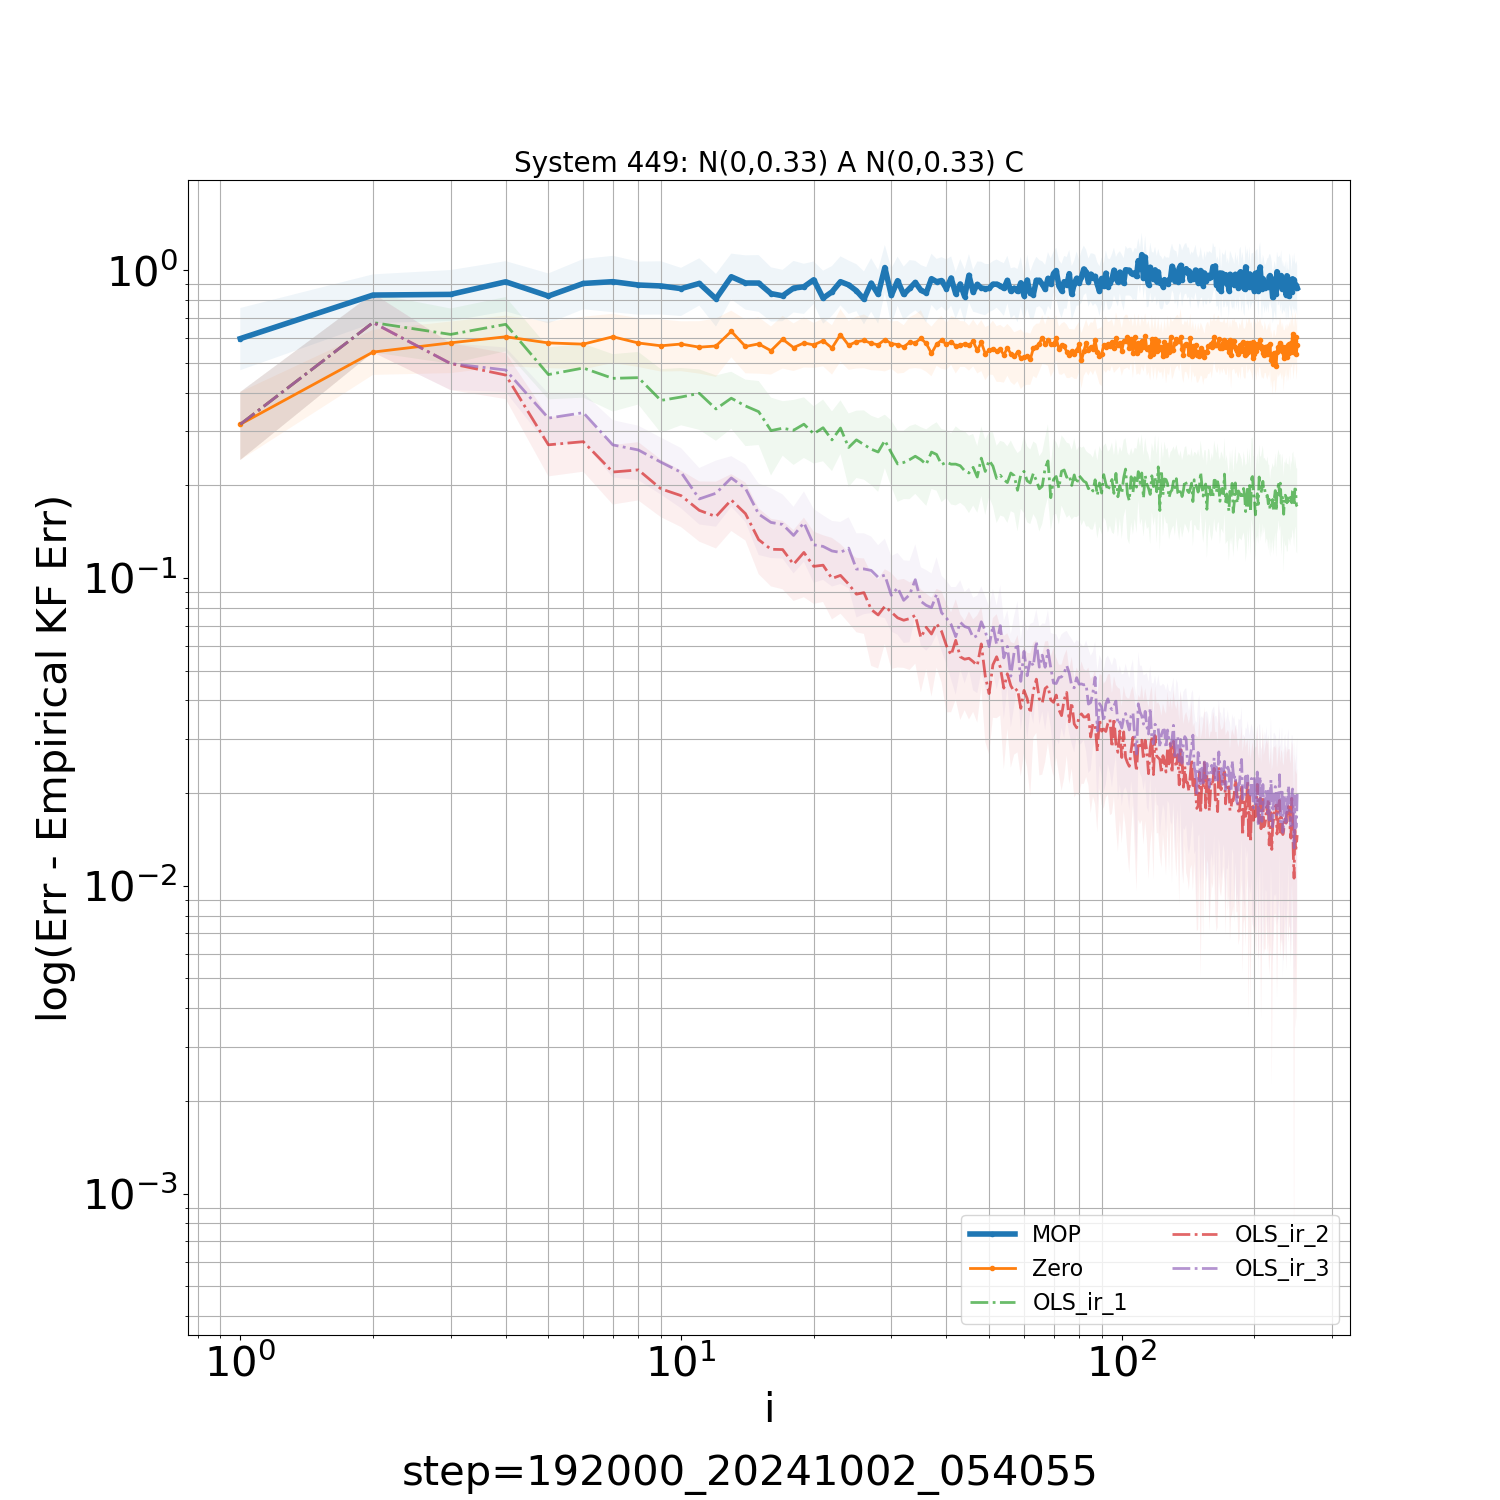 System 449: N(0,0.33) A N(0,0.33) C
log(Err - Empirical KF Err)
10⁰
10⁻¹
10⁻²
10⁻³
MOP
Zero
OLS_ir_1
OLS_ir_2
OLS_ir_3
10⁰ 10¹ 10²
i
step=192000_20241002_054055